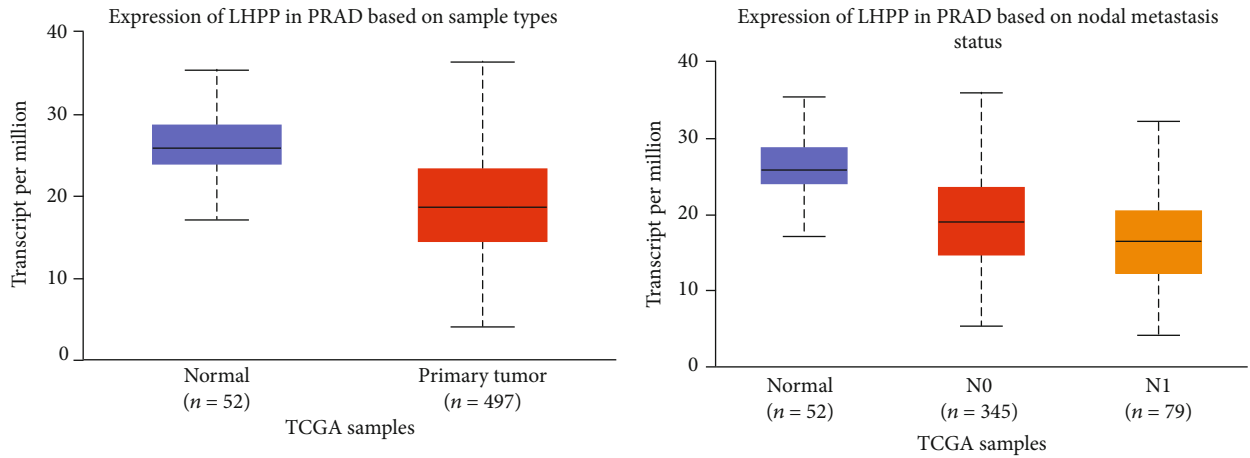 Expression of LHPP in PRAD based on sample types
40
30
20
10
0
Transcript per million
Normal
(n = 52)
Primary tumor
(n = 497)
TCGA samples
Expression of LHPP in PRAD based on nodal metastasis
status
40
30
20
10
0
Transcript per million
Normal
(n = 52)
N0
(n = 345)
N1
(n = 79)
TCGA samples